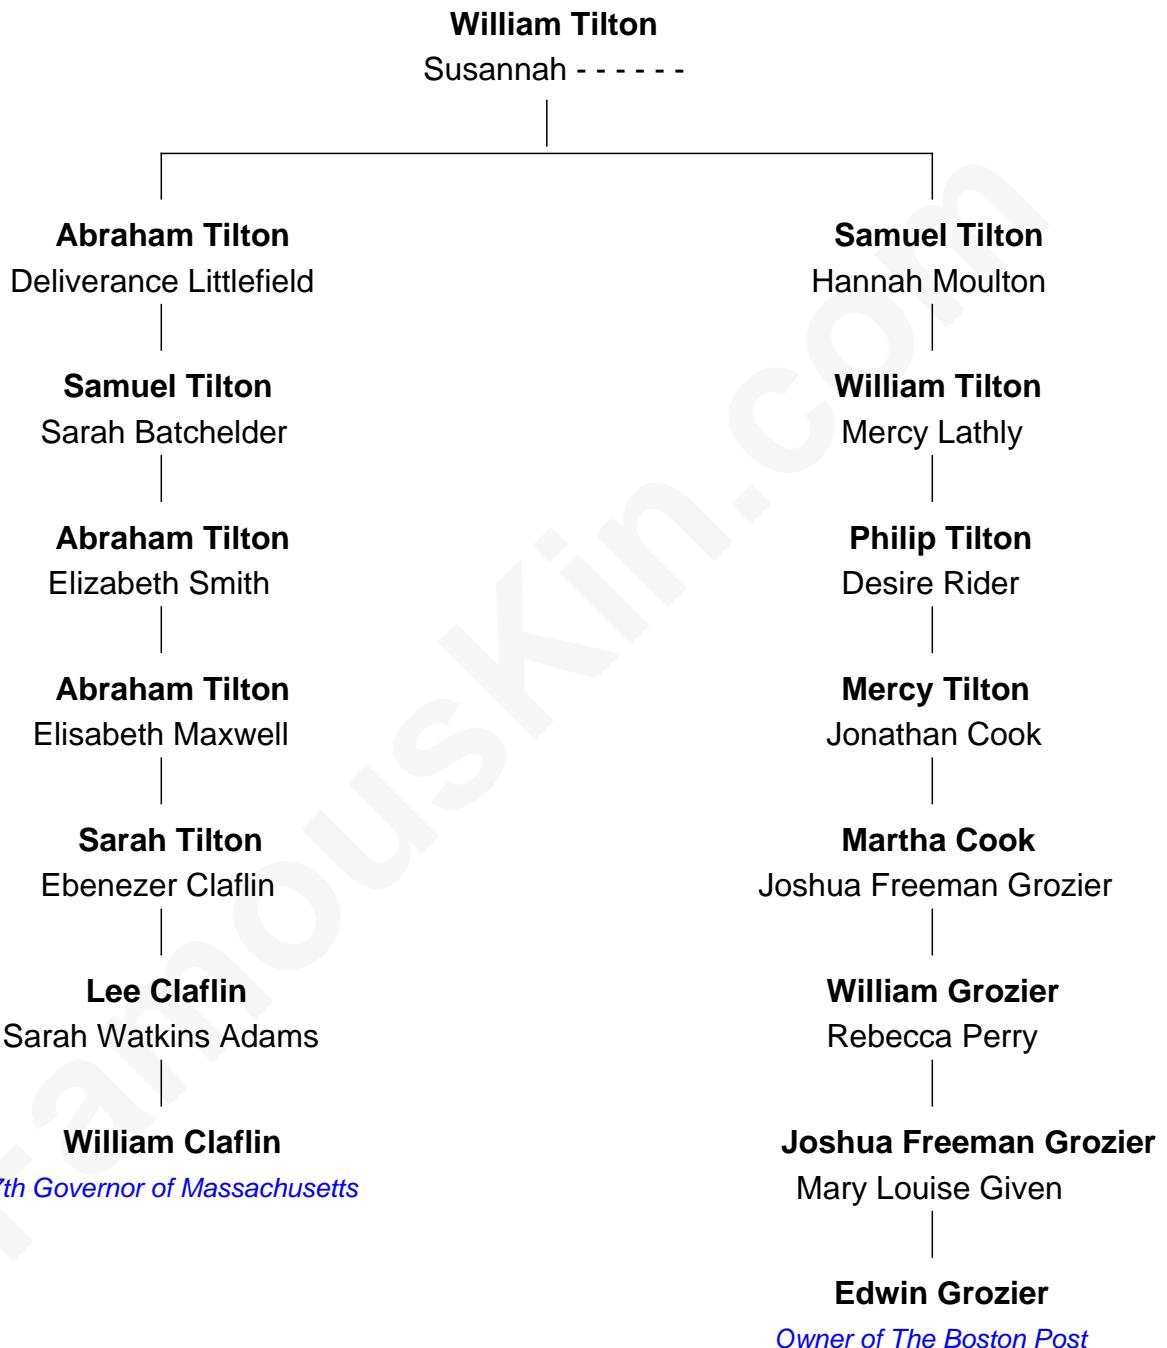 William Tilton
Susannah - - - - - -
Abraham Tilton
Deliverance Littlefield
Samuel Tilton
Hannah Moulton
Samuel Tilton
Sarah Batchelder
William Tilton
Mercy Lathly
Abraham Tilton
Elizabeth Smith
Philip Tilton
Desire Rider
Abraham Tilton
Elisabeth Maxwell
Mercy Tilton
Jonathan Cook
Sarah Tilton
Ebenezer Claflin
Martha Cook
Joshua Freeman Grozier
Lee Claflin
Sarah Watkins Adams
William Grozier
Rebecca Perry
William Claflin
7th Governor of Massachusetts
Joshua Freeman Grozier
Mary Louise Given
Edwin Grozier
Owner of The Boston Post
FamousKin.com